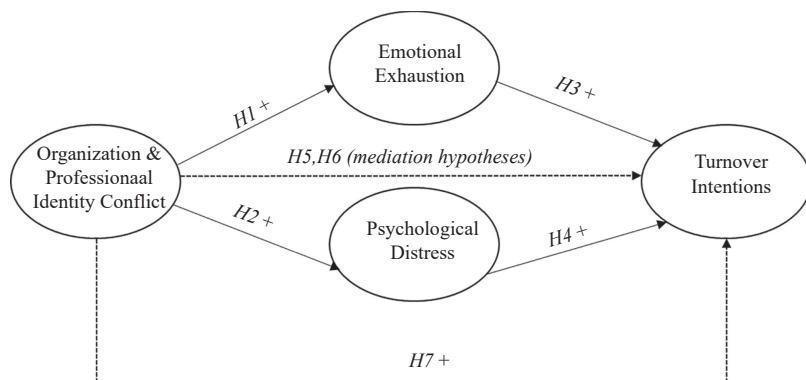 Emotional
Exhaustion
H1 +
H3 +
Organization &
Professionaal
Identity Conflict
H5,H6 (mediation hypotheses)
Turnover
Intentions
H2 +
Psychological
Distress
H4 +
H7 +